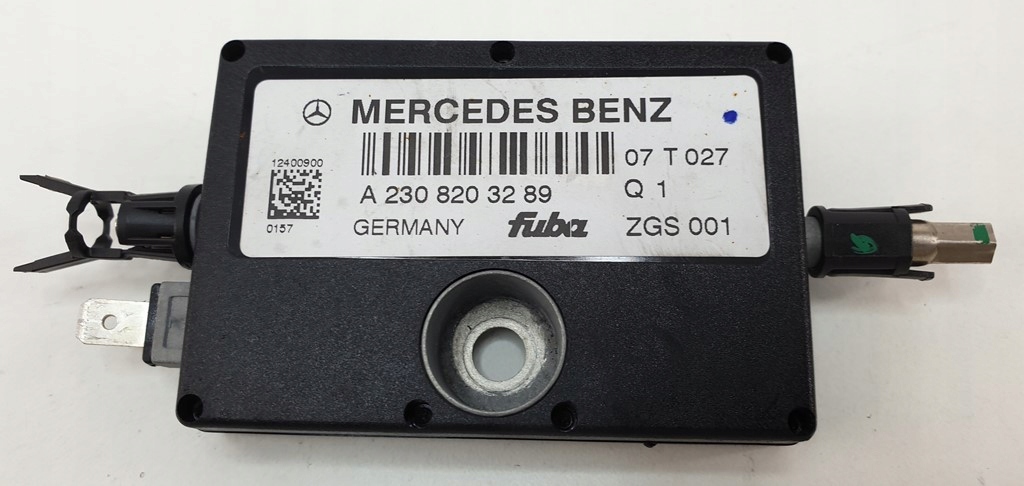 MERCEDES BENZ
12400900
07 T 027
A 230 820 32 89
Q 1
0157
GERMANY
fuba
ZGS 001